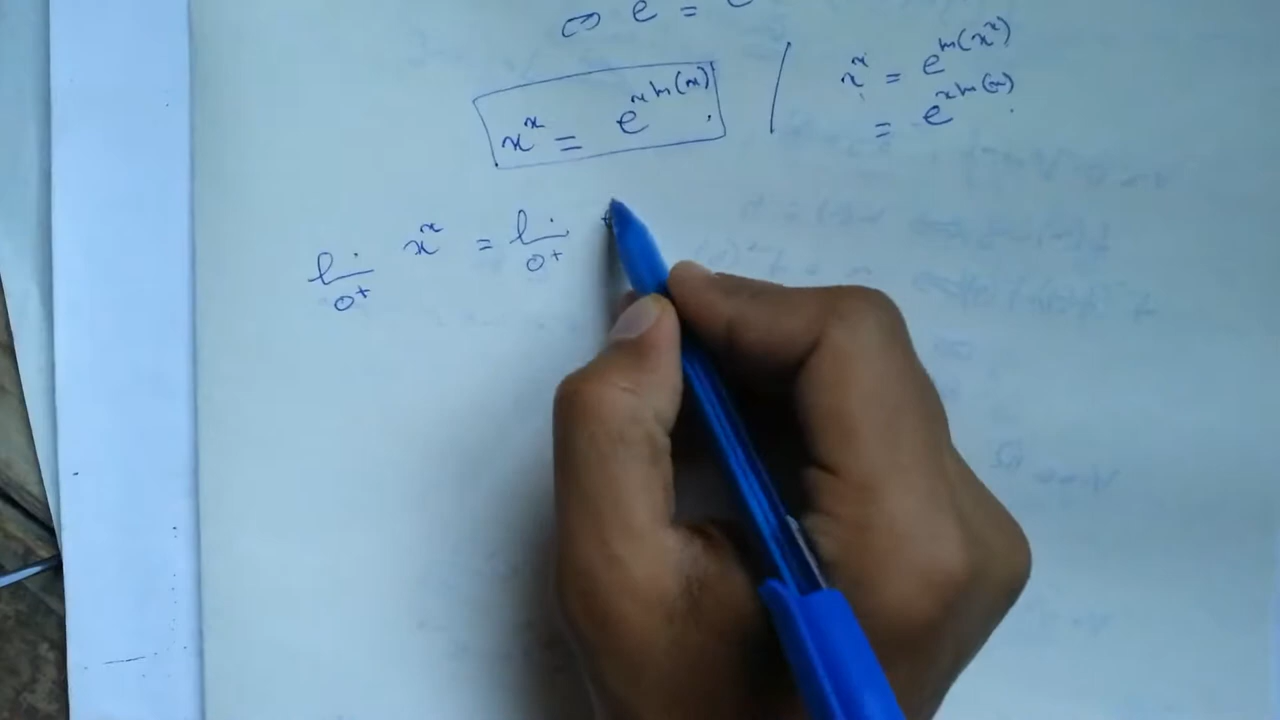 ⇔ e = e
x^x = e^{x ln(x)}.
x^x = e^{ln(x^x)}
= e^{x ln(x)}.
lim_{0+} x^x = lim_{0+}